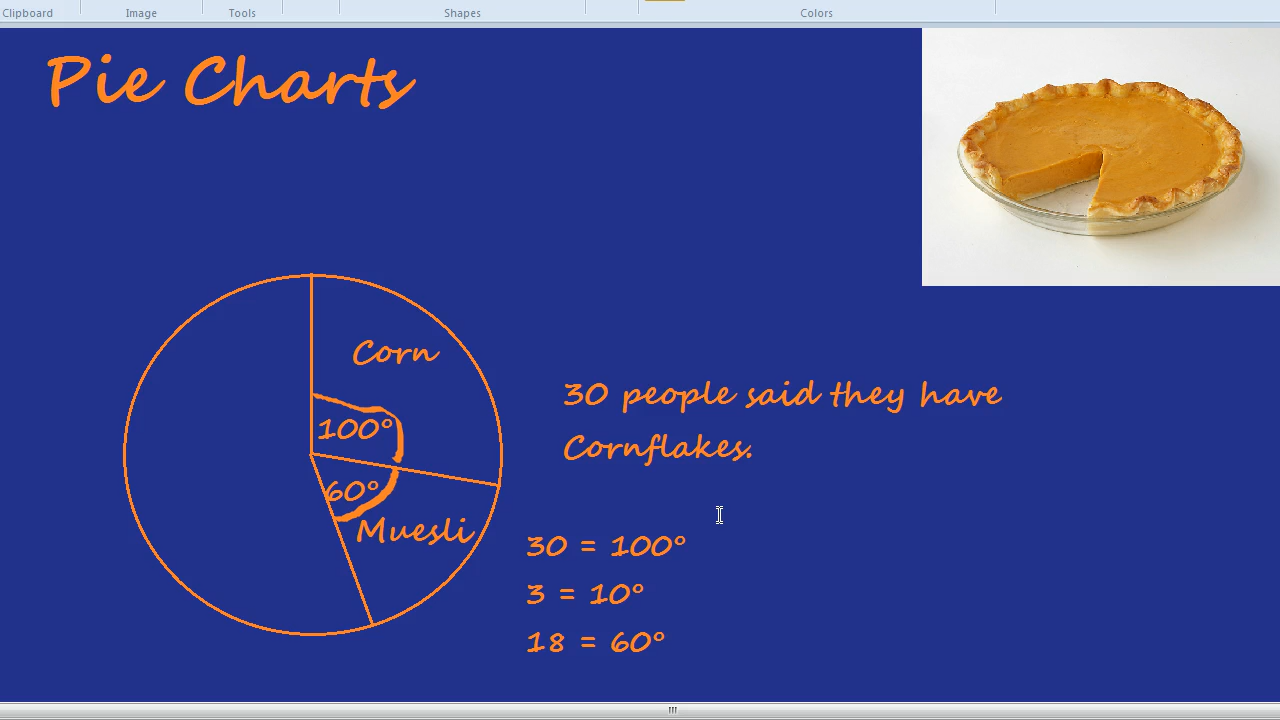 Clipboard Image Tools Shapes Colors
Pie Charts
Corn
100°
60°
Muesli
30 people said they have
Cornflakes.
30 = 100°
3 = 10°
18 = 60°